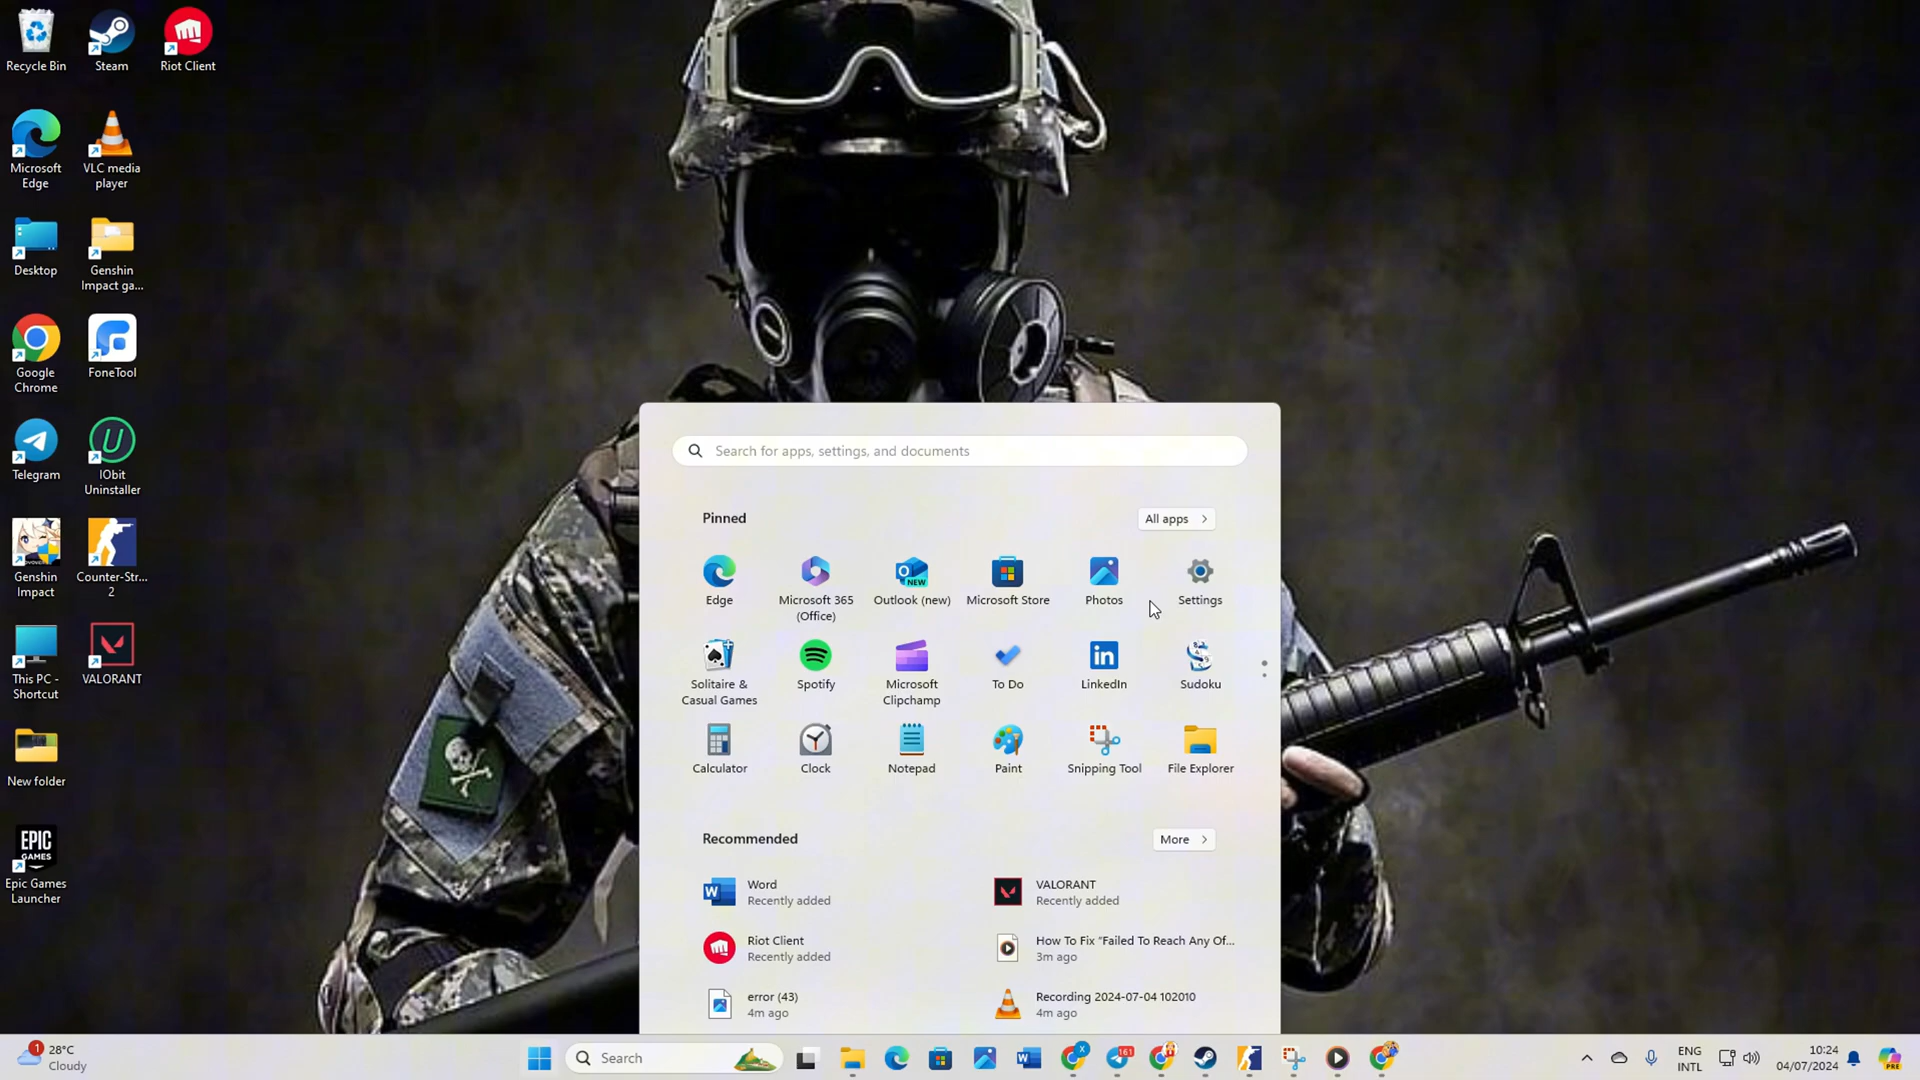 Recycle Bin
Steam
Riot Client
Microsoft
Edge
VLC media
player
Desktop
Genshin
Impact ga...
Google
Chrome
FoneTool
Telegram
IObit
Uninstaller
Genshin
Impact
Counter-Str...
2
This PC -
Shortcut
VALORANT
New folder
EPIC
GAMES
Epic Games
Launcher
Search for apps, settings, and documents
Pinned
All apps
Edge
Microsoft 365
(Office)
NEW
Outlook (new)
Microsoft Store
Photos
Settings
Solitaire &
Casual Games
Spotify
Microsoft
Clipchamp
To Do
LinkedIn
Sudoku
Calculator
Clock
Notepad
Paint
Snipping Tool
File Explorer
Recommended
More
Word
Recently added
VALORANT
Recently added
Riot Client
Recently added
How To Fix "Failed To Reach Any Of...
3m ago
error (43)
4m ago
Recording 2024-07-04 102010
4m ago
1
28°C
Cloudy
Search
X
161
ENG
INTL
10:24
04/07/2024
PRE